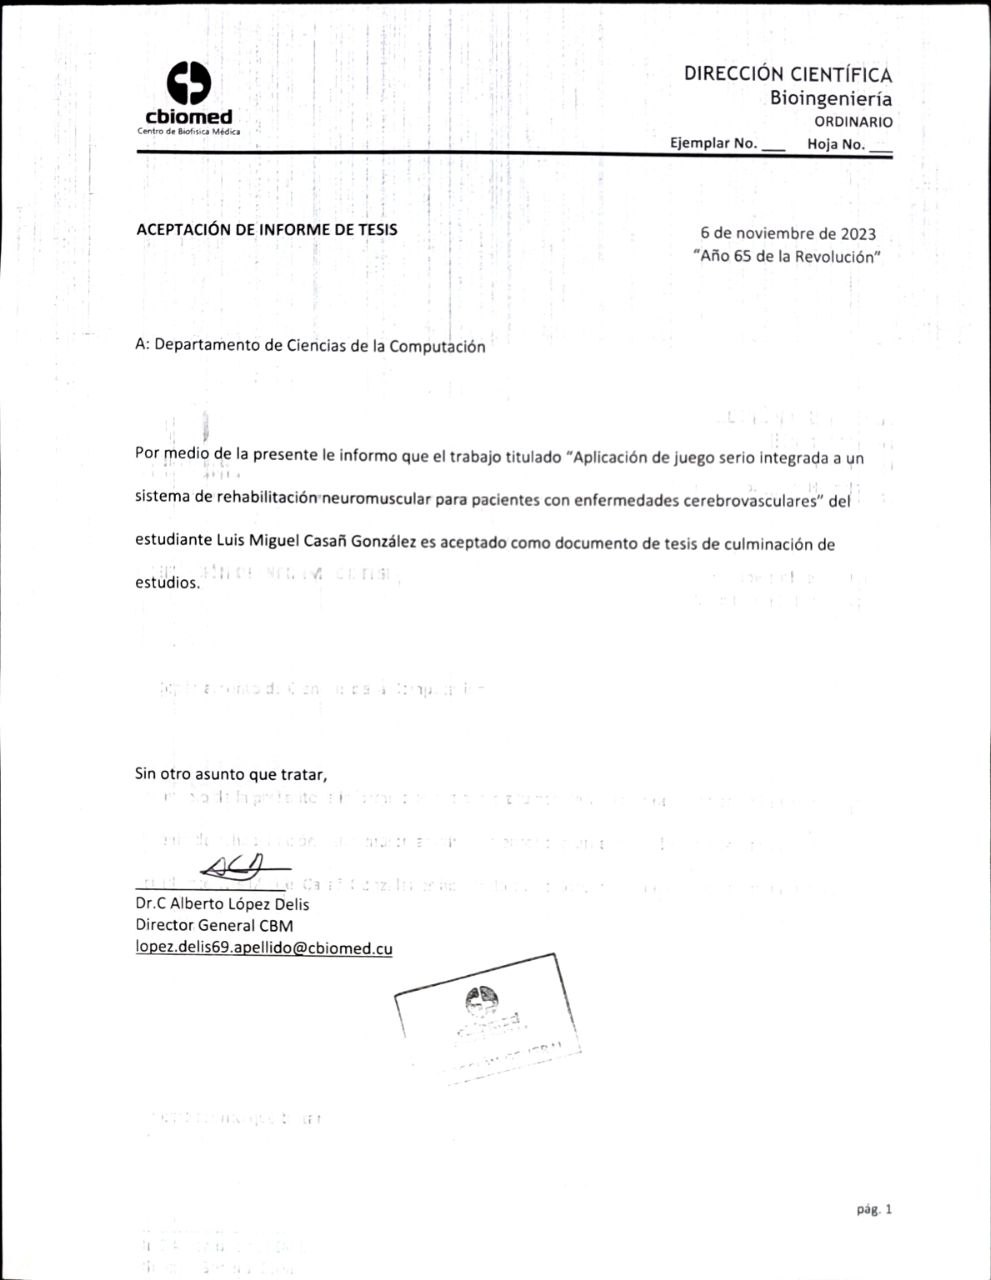 cbiomed
Centro de Biofísica Médica
DIRECCIÓN CIENTÍFICA
Bioingeniería
ORDINARIO
Ejemplar No. ___ Hoja No. ___
ACEPTACIÓN DE INFORME DE TESIS
6 de noviembre de 2023
"Año 65 de la Revolución"
A: Departamento de Ciencias de la Computación
Por medio de la presente le informo que el trabajo titulado "Aplicación de juego serio integrada a un
sistema de rehabilitación neuromuscular para pacientes con enfermedades cerebrovasculares" del
estudiante Luis Miguel Casañ González es aceptado como documento de tesis de culminación de
estudios.
Sin otro asunto que tratar,
Dr.C Alberto López Delis
Director General CBM
lopez.delis69.apellido@cbiomed.cu
cbiomed
pág. 1